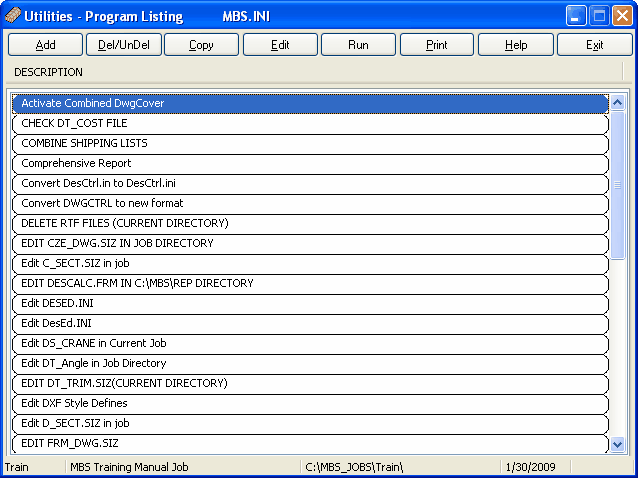 Utilities - Program Listing MBS.INI
Add Del/UnDel Copy Edit Run Print Help Exit
DESCRIPTION
Activate Combined DwgCover
CHECK DT_COST FILE
COMBINE SHIPPING LISTS
Comprehensive Report
Convert DesCtrl.in to DesCtrl.ini
Convert DWGCTRL to new format
DELETE RTF FILES (CURRENT DIRECTORY)
EDIT CZE_DWG.SIZ IN JOB DIRECTORY
Edit C_SECT.SIZ in job
EDIT DESCALC.FRM IN C:\MBS\REP DIRECTORY
Edit DESED.INI
Edit DesEd.INI
Edit DS_CRANE in Current Job
Edit DT_Angle in Job Directory
EDIT DT_TRIM.SIZ(CURRENT DIRECTORY)
Edit DXF Style Defines
Edit D_SECT.SIZ in job
EDIT FRM_DWG.SIZ
Train MBS Training Manual Job C:\MBS_JOBS\Train\ 1/30/2009